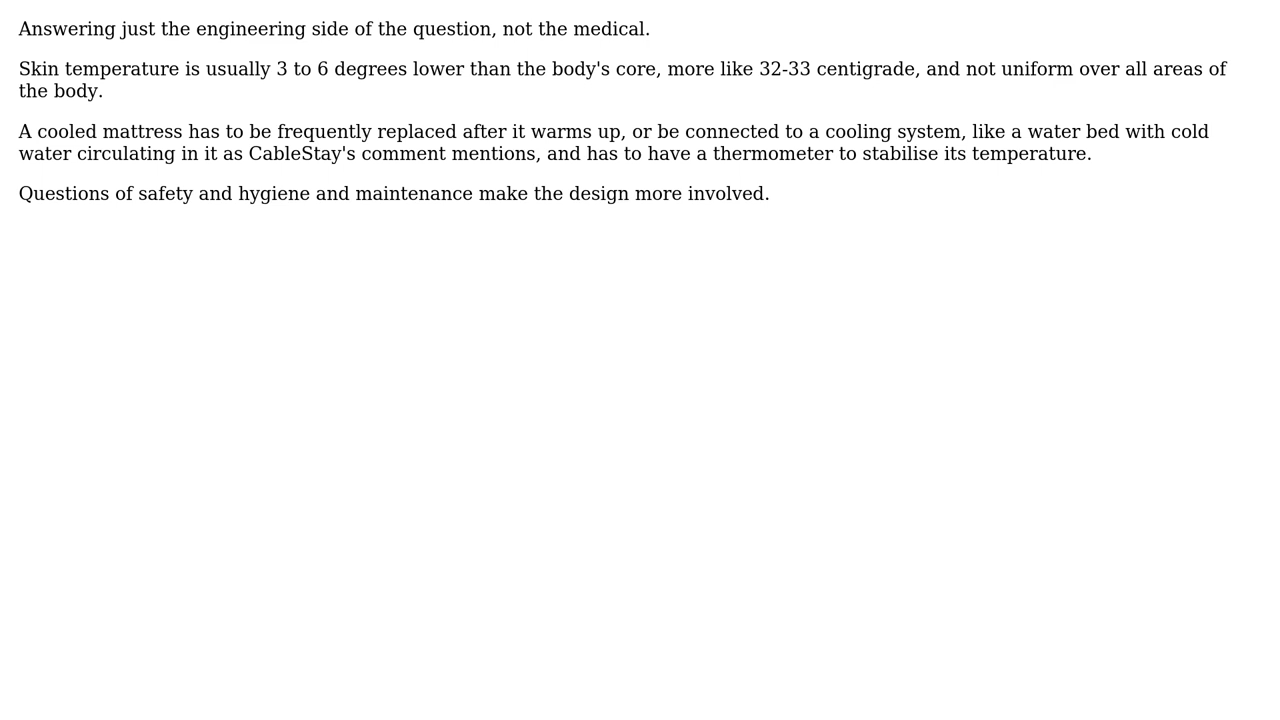 Answering just the engineering side of the question, not the medical.
Skin temperature is usually 3 to 6 degrees lower than the body's core, more like 32-33 centigrade, and not uniform over all areas of
the body.
A cooled mattress has to be frequently replaced after it warms up, or be connected to a cooling system, like a water bed with cold
water circulating in it as CableStay's comment mentions, and has to have a thermometer to stabilise its temperature.
Questions of safety and hygiene and maintenance make the design more involved.